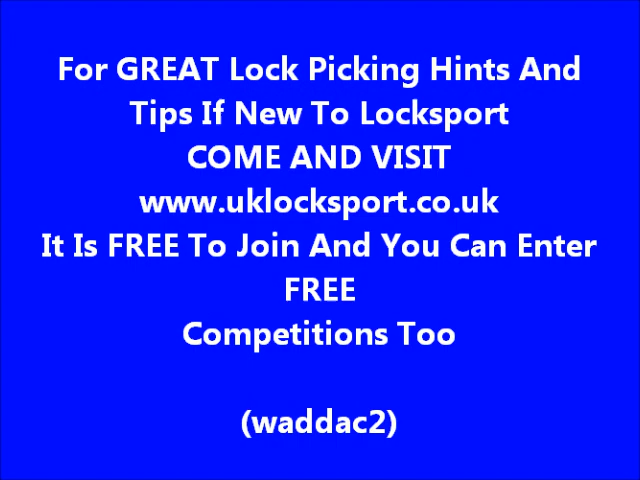 For GREAT Lock Picking Hints And
Tips If New To Locksport
COME AND VISIT
www.uklocksport.co.uk
It Is FREE To Join And You Can Enter
FREE
Competitions Too
(waddac2)